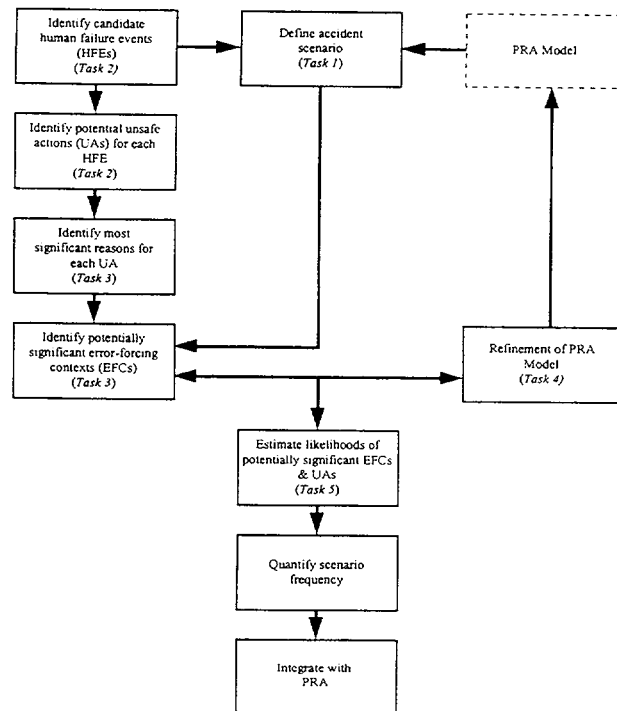 Identify candidate
human failure events
(HFEs)
(Task 2)
Define accident
scenario
(Task 1)
PRA Model
Identify potential unsafe
actions (UAs) for each
HFE
(Task 2)
Identify most
significant reasons for
each UA
(Task 3)
Identify potentially
significant error-forcing
contexts (EFCs)
(Task 3)
Refinement of PRA
Model
(Task 4)
Estimate likelihoods of
potentially significant EFCs
& UAs
(Task 5)
Quantify scenario
frequency
Integrate with
PRA